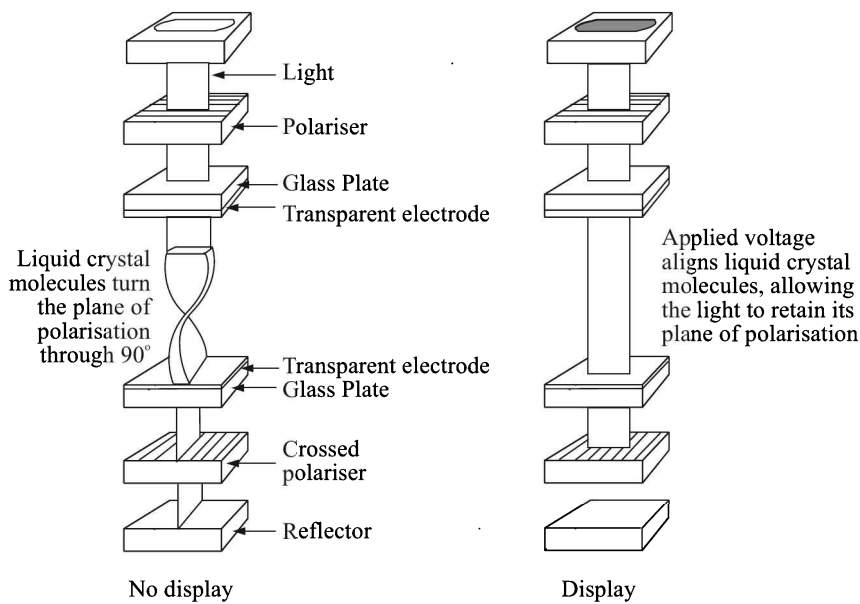 Light
Polariser
Glass Plate
Transparent electrode
Liquid crystal
molecules turn
the plane of
polarisation
through 90°
Applied voltage
aligns liquid crystal
molecules, allowing
the light to retain its
plane of polarisation
Transparent electrode
Glass Plate
Crossed
polariser
Reflector
No display
Display